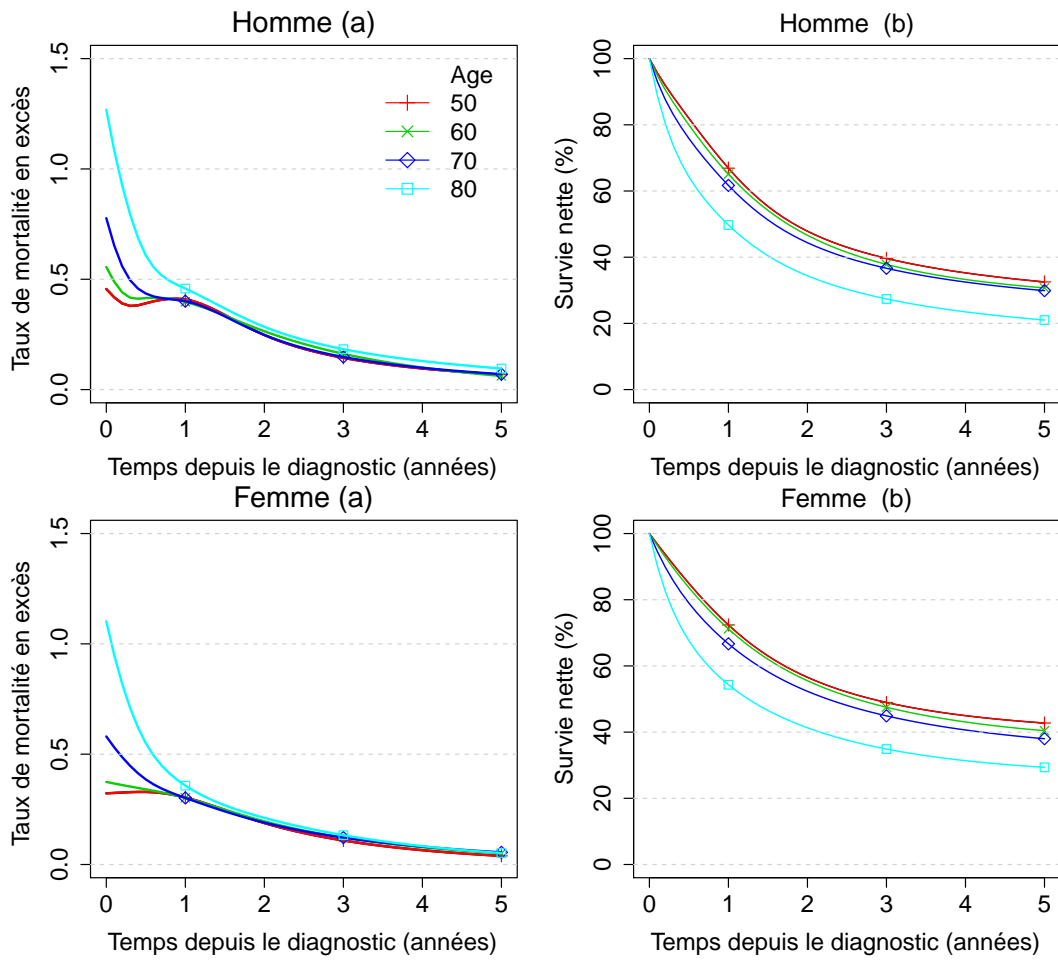 Homme (a)
Taux de mortalité en excès
1.5
1.0
0.5
0.0
Age
50
60
70
80
0 1 2 3 4 5
Temps depuis le diagnostic (années)
Homme (b)
Survie nette (%)
100
80
60
40
20
0
0 1 2 3 4 5
Temps depuis le diagnostic (années)
Femme (a)
Taux de mortalité en excès
1.5
1.0
0.5
0.0
0 1 2 3 4 5
Temps depuis le diagnostic (années)
Femme (b)
Survie nette (%)
100
80
60
40
20
0
0 1 2 3 4 5
Temps depuis le diagnostic (années)